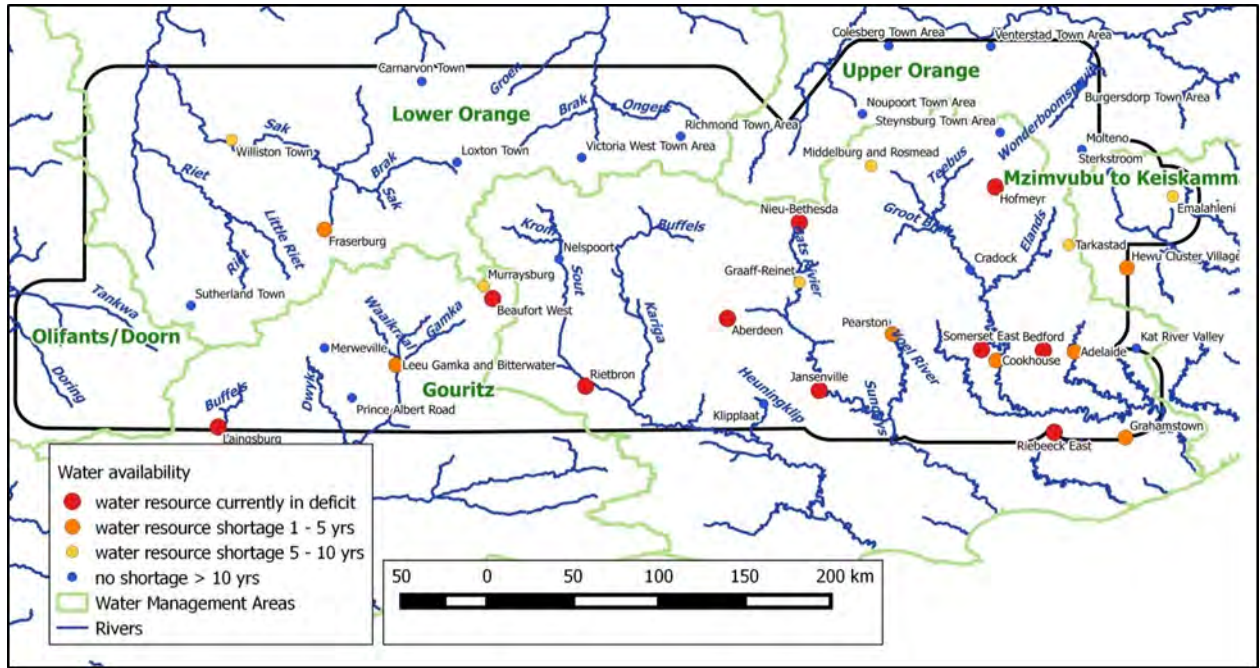 Colesberg Town Area
Venterstad Town Area
Carnarvon Town
Groen
Upper Orange
Lower Orange
Brak
Ongers
Noupoort Town Area
Burgersdorp Town Area
Steynsburg Town Area
Wonderboomspruit
Richmond Town Area
Sak
Williston Town
Molteno
Victoria West Town Area
Loxton Town
Brak
Middelburg and Rosmead
Sterkstroom
Teebus
Riet
Mzimvubu to Keiskamm
Sak
Hofmeyr
Emalahleni
Nieu-Bethesda
Little Riet
Krom
Buffels
Groot Brak
Elands
Fraserburg
Nelspoort
Tarkastad
Riet
Hewu Cluster Village
Cradock
Graaff-Reinet
Murraysburg
Sout
Tankwa
Sutherland Town
Beaufort West
Kariga
Waaikraal
Gamka
Aberdeen
Pearston
Olifants/Doorn
Somerset East
Bedford
Merweville
Adelaide
Kat River Valley
Voel River
Cookhouse
Leeu Gamka and Bitterwater
Doring
Dwyka
Gouritz
Rietbron
Jansenville
Buffels
Heuningklip
Prince Albert Road
Klipplaat
Sundays
Grahamstown
Laingsburg
Riebeeck East
Water availability
water resource currently in deficit
water resource shortage 1 - 5 yrs
water resource shortage 5 - 10 yrs
no shortage > 10 yrs
Water Management Areas
Rivers
50 0 50 100 150 200 km